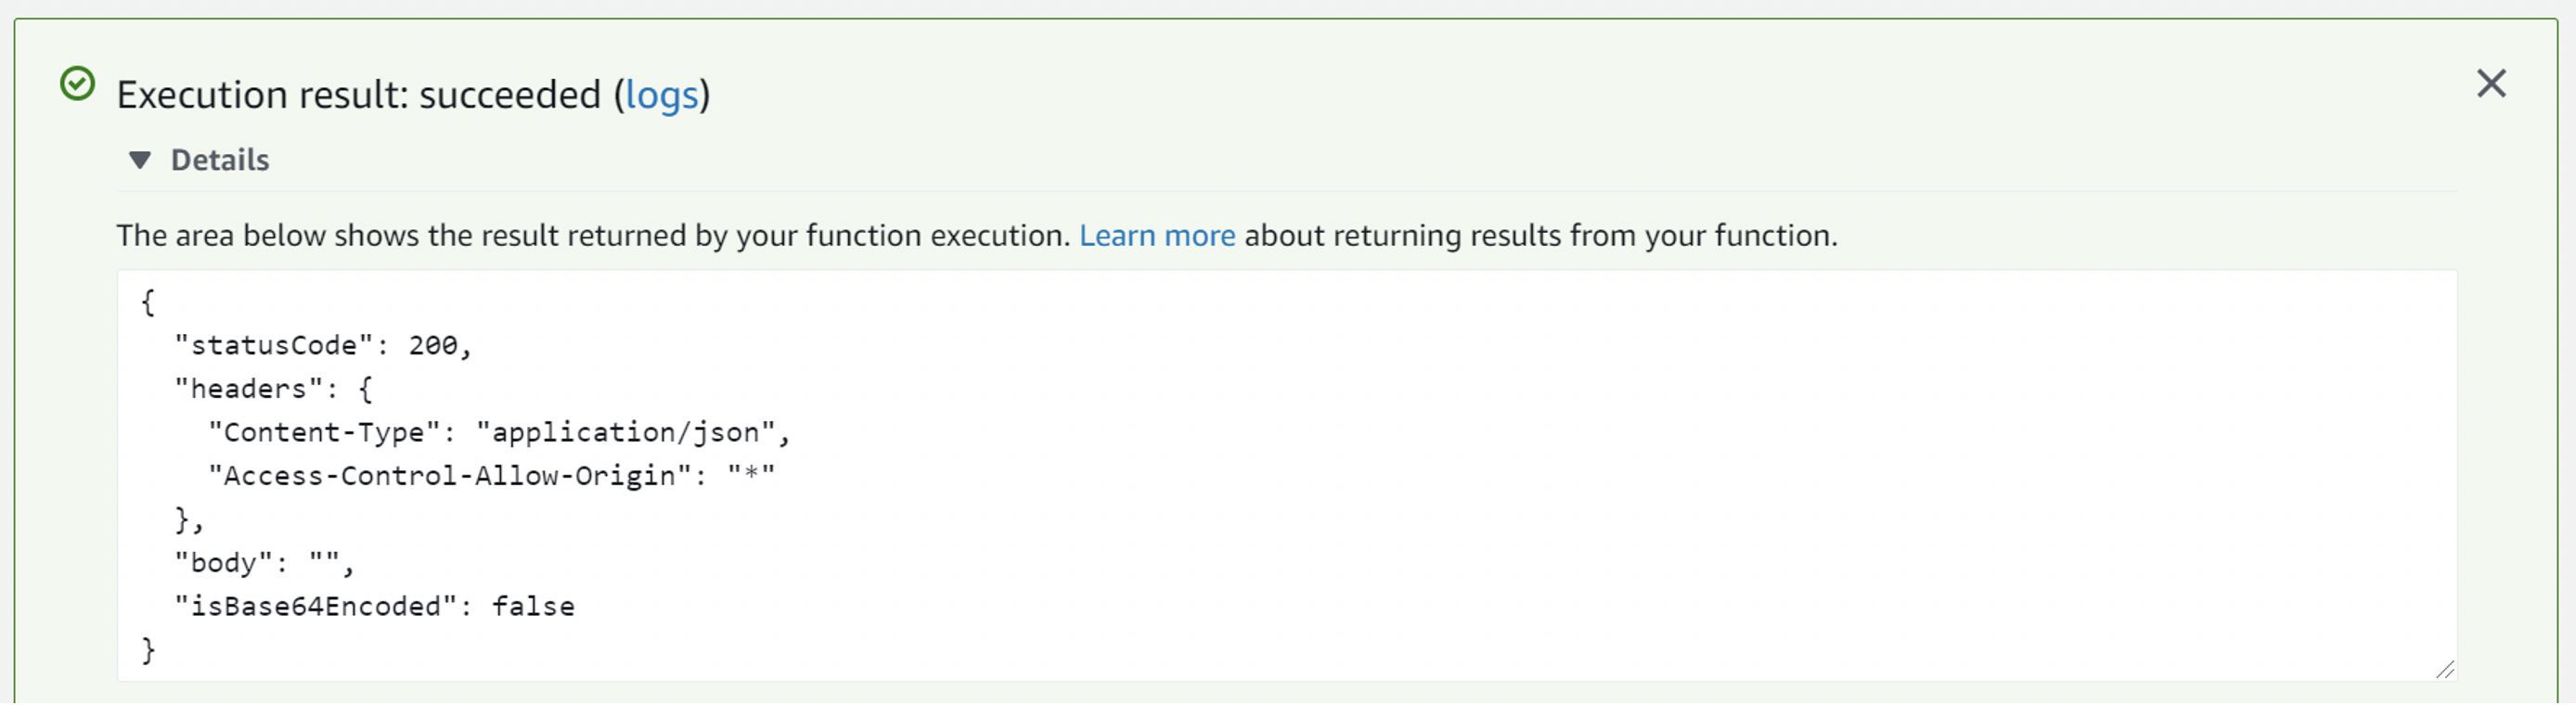 Execution result: succeeded (logs)
Details
The area below shows the result returned by your function execution. Learn more about returning results from your function.
{
  "statusCode": 200,
  "headers": {
    "Content-Type": "application/json",
    "Access-Control-Allow-Origin": "*"
  },
  "body": "",
  "isBase64Encoded": false
}